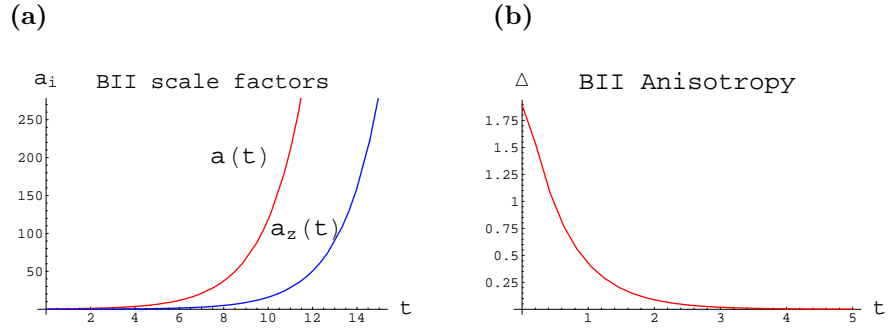 (a)
(b)
a_i BII scale factors
250
200
150
100
50
a(t)
a_z(t)
2 4 6 8 10 12 14 t
Δ BII Anisotropy
1.75
1.5
1.25
1
0.75
0.5
0.25
1 2 3 4 5 t